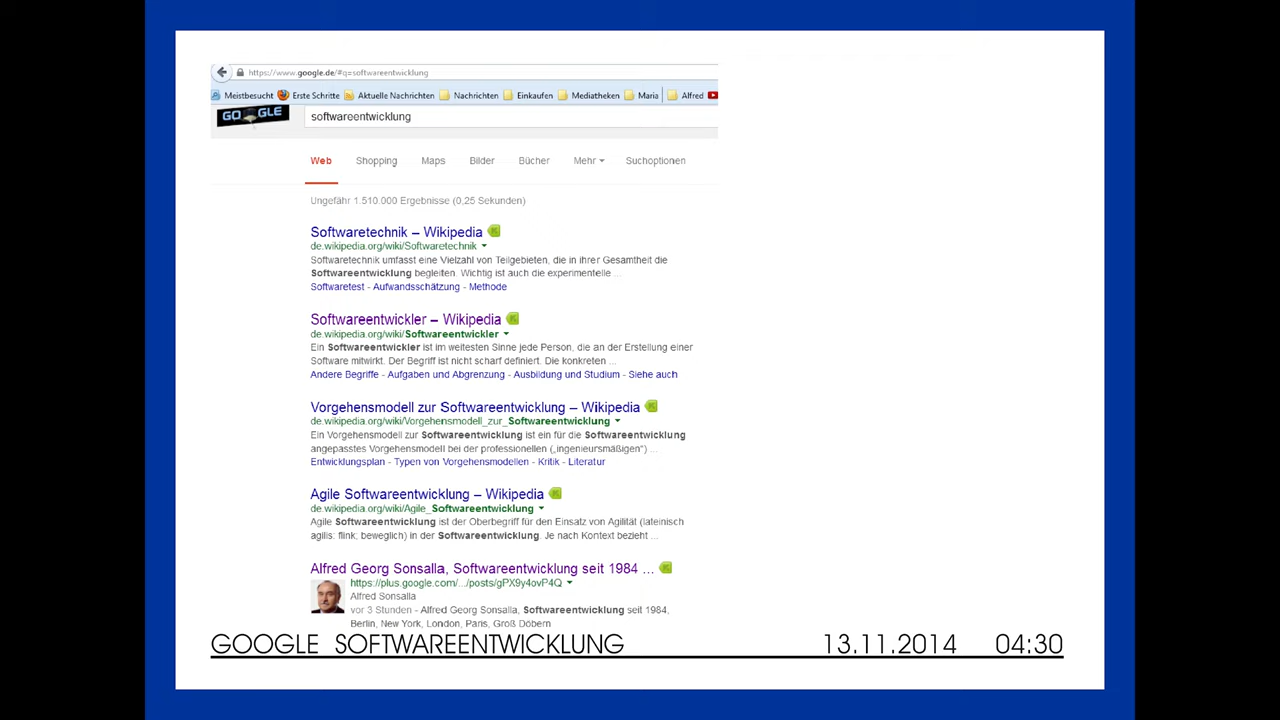 https://www.google.de/#q=softwareentwicklung
Meistbesucht Erste Schritte Aktuelle Nachrichten Nachrichten Einkaufen Mediatheken Maria Alfred
GOOGLE softwareentwicklung
Web Shopping Maps Bilder Bücher Mehr Suchoptionen
Ungefähr 1.510.000 Ergebnisse (0,25 Sekunden)
Softwaretechnik – Wikipedia
de.wikipedia.org/wiki/Softwaretechnik
Softwaretechnik umfasst eine Vielzahl von Teilgebieten, die in ihrer Gesamtheit die
Softwareentwicklung begleiten. Wichtig ist auch die experimentelle ...
Softwaretest - Aufwandsschätzung - Methode
Softwareentwickler – Wikipedia
de.wikipedia.org/wiki/Softwareentwickler
Ein Softwareentwickler ist im weitesten Sinne jede Person, die an der Erstellung einer
Software mitwirkt. Der Begriff ist nicht scharf definiert. Die konkreten ...
Andere Begriffe - Aufgaben und Abgrenzung - Ausbildung und Studium - Siehe auch
Vorgehensmodell zur Softwareentwicklung – Wikipedia
de.wikipedia.org/wiki/Vorgehensmodell_zur_Softwareentwicklung
Ein Vorgehensmodell zur Softwareentwicklung ist ein für die Softwareentwicklung
angepasstes Vorgehensmodell bei der professionellen („ingenieursmäßigen“) ...
Entwicklungsplan - Typen von Vorgehensmodellen - Kritik - Literatur
Agile Softwareentwicklung – Wikipedia
de.wikipedia.org/wiki/Agile_Softwareentwicklung
Agile Softwareentwicklung ist der Oberbegriff für den Einsatz von Agilität (lateinisch
agilis: flink; beweglich) in der Softwareentwicklung. Je nach Kontext bezieht ...
Alfred Georg Sonsalla, Softwareentwicklung seit 1984 ...
https://plus.google.com/.../posts/gPX9y4ovP4Q
Alfred Sonsalla
vor 3 Stunden - Alfred Georg Sonsalla, Softwareentwicklung seit 1984,
Berlin, New York, London, Paris, Groß Döbern
GOOGLE SOFTWAREENTWICKLUNG 13.11.2014 04:30